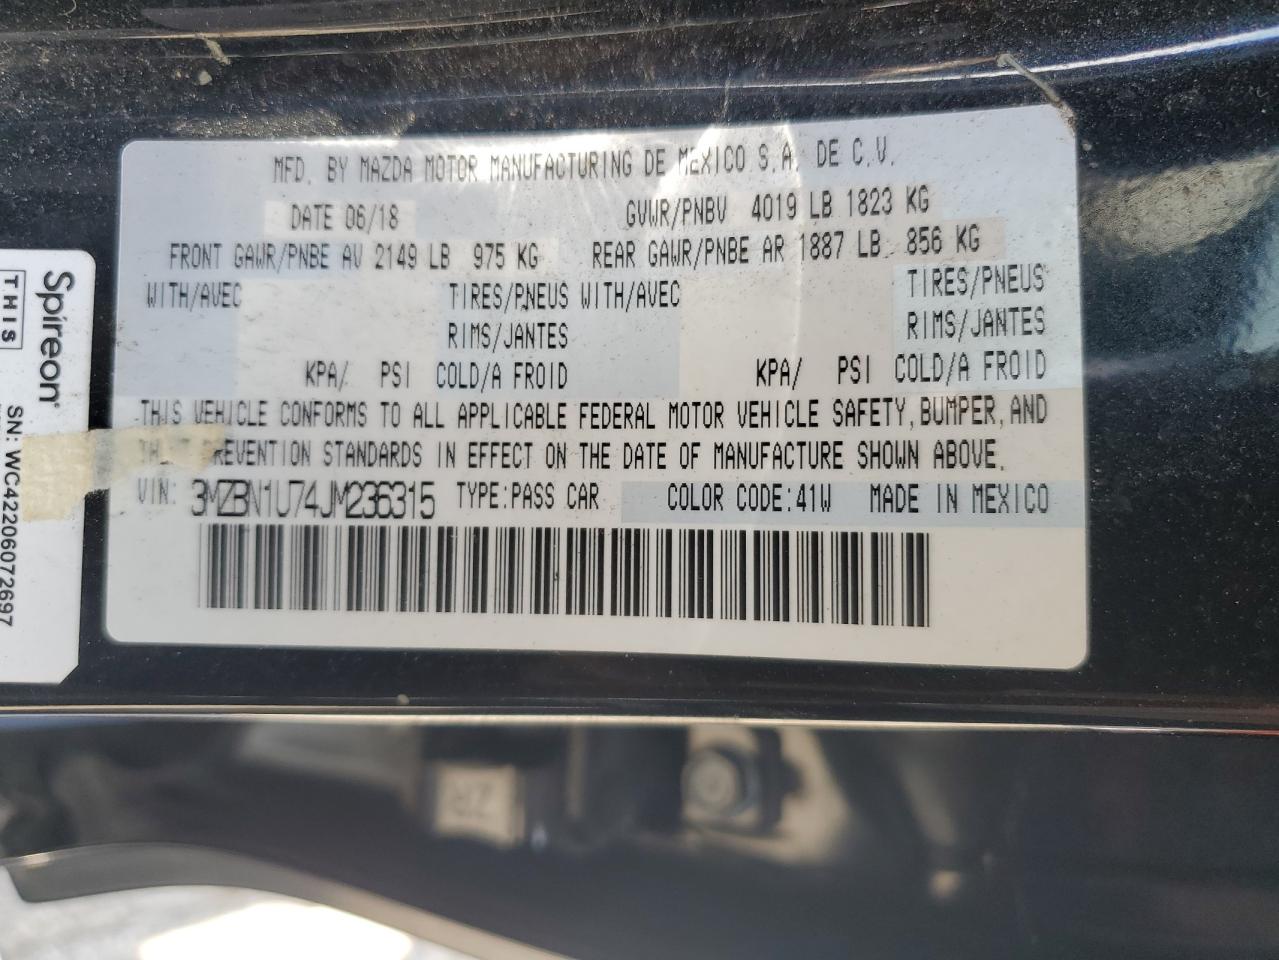 MFD. BY MAZDA MOTOR MANUFACTURING DE MEXICO S.A. DE C.V.
DATE 06/18 GVWR/PNBV 4019 LB 1823 KG
FRONT GAWR/PNBE AV 2149 LB 975 KG REAR GAWR/PNBE AR 1887 LB 856 KG
WITH/AVEC TIRES/PNEUS WITH/AVEC TIRES/PNEUS
RIMS/JANTES RIMS/JANTES
KPA/ PSI COLD/A FROID KPA/ PSI COLD/A FROID
THIS VEHICLE CONFORMS TO ALL APPLICABLE FEDERAL MOTOR VEHICLE SAFETY, BUMPER, AND
THEFT PREVENTION STANDARDS IN EFFECT ON THE DATE OF MANUFACTURE SHOWN ABOVE.
VIN: 3MZBN1U74JM236315 TYPE:PASS CAR COLOR CODE:41W MADE IN MEXICO
Spireon
THIS
SN: WC42206072697